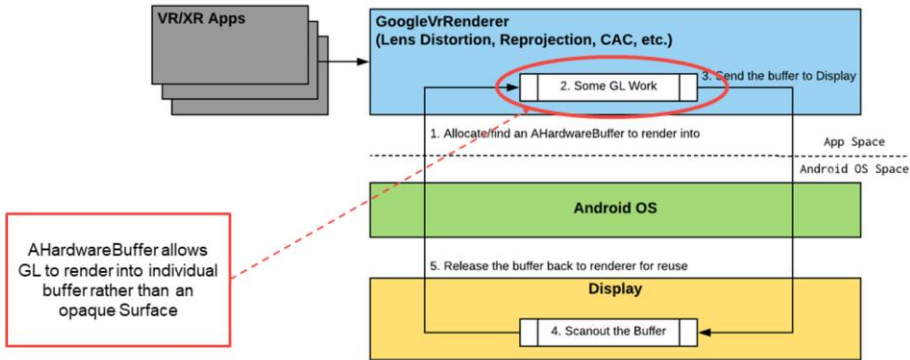 VR/XR Apps
GoogleVrRenderer
(Lens Distortion, Reprojection, CAC, etc.)
2. Some GL Work
3. Send the buffer to Display
1. Allocate/find an AHardwareBuffer to render into
App Space
Android OS Space
Android OS
AHardwareBuffer allows
GL to render into individual
buffer rather than an
opaque Surface
5. Release the buffer back to renderer for reuse
Display
4. Scanout the Buffer